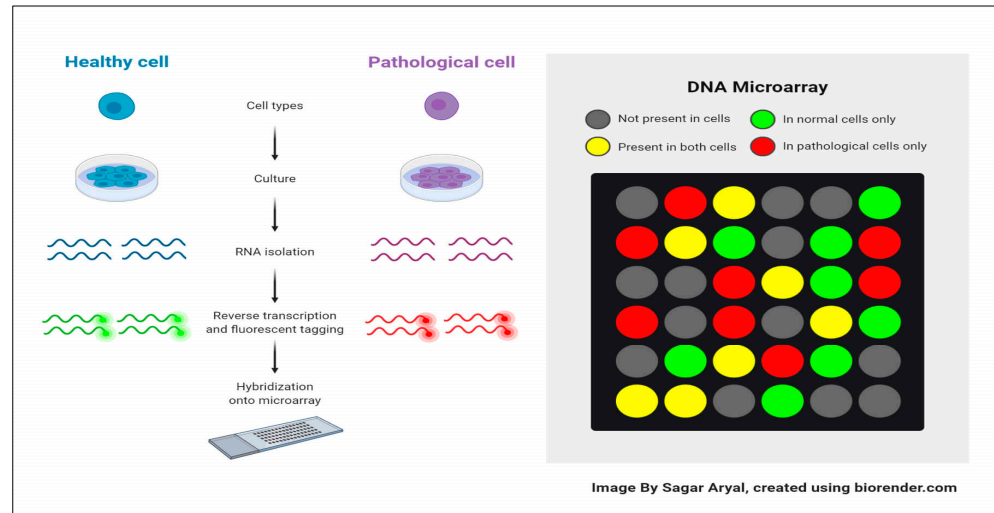 Healthy cell
Pathological cell
Cell types
Culture
RNA isolation
Reverse transcription
and fluorescent tagging
Hybridization
onto microarray
DNA Microarray
Not present in cells
In normal cells only
Present in both cells
In pathological cells only
Image By Sagar Aryal, created using biorender.com